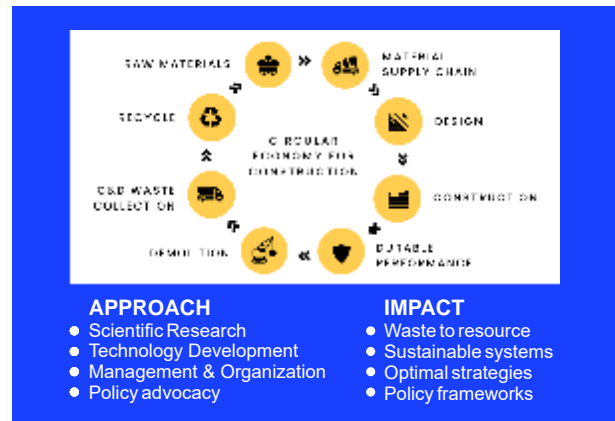 RAW MATERIALS
MATERIAL
SUPPLY CHAIN
DESIGN
CONSTRUCTION
DURABLE
PERFORMANCE
DEMOLITION
C&D WASTE
COLLECTION
RECYCLE
CIRCULAR
ECONOMY FOR
CONSTRUCTION
APPROACH
Scientific Research
Technology Development
Management & Organization
Policy advocacy
IMPACT
Waste to resource
Sustainable systems
Optimal strategies
Policy frameworks